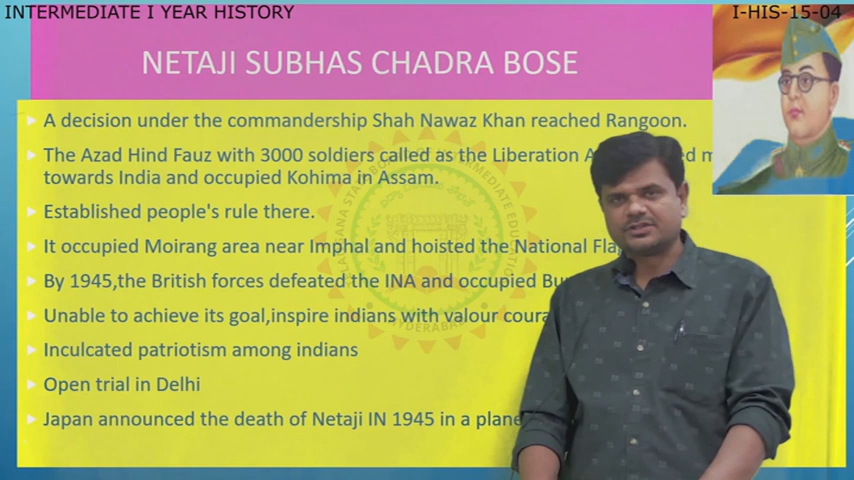 INTERMEDIATE I YEAR HISTORY
I-HIS-15-04
NETAJI SUBHAS CHADRA BOSE
A decision under the commandership Shah Nawaz Khan reached Rangoon.
The Azad Hind Fauz with 3000 soldiers called as the Liberation
towards India and occupied Kohima in Assam.
Established people's rule there.
It occupied Moirang area near Imphal and hoisted the National
By 1945,the British forces defeated the INA and occupied
Unable to achieve its goal,inspire indians with valour
Inculcated patriotism among indians
Open trial in Delhi
Japan announced the death of Netaji IN 1945 in a plane